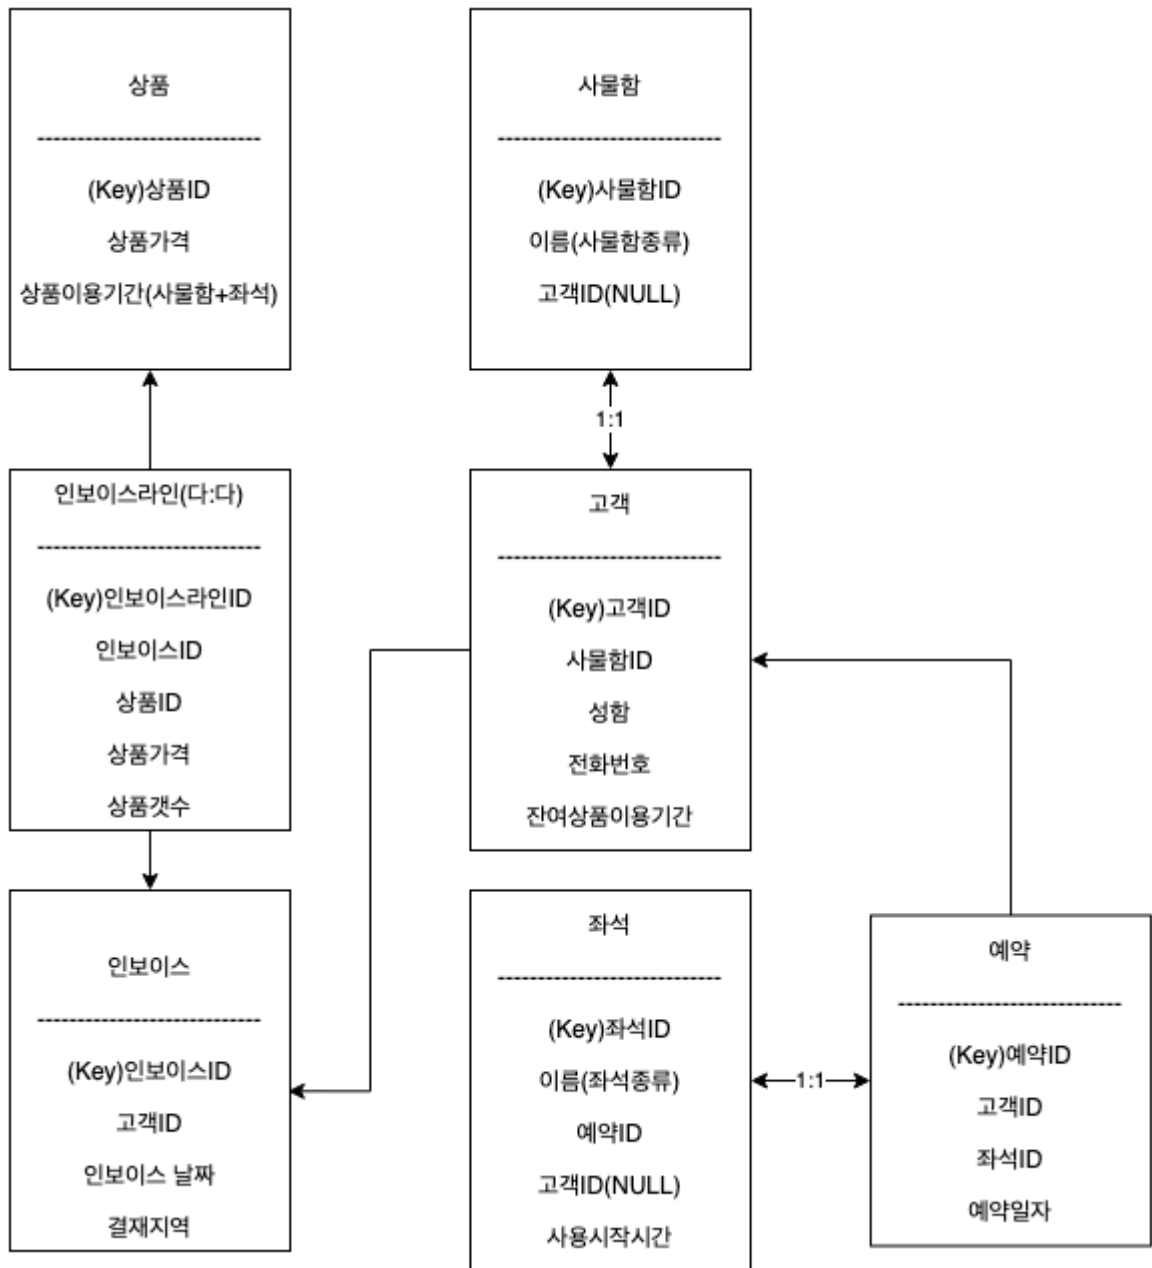 상품
----------------------------
(Key)상품ID
상품가격
상품이용기간(사물함+좌석)
사물함
----------------------------
(Key)사물함ID
이름(사물함종류)
고객ID(NULL)
1:1
인보이스라인(다:다)
----------------------------
(Key)인보이스라인ID
인보이스ID
상품ID
상품가격
상품갯수
고객
----------------------------
(Key)고객ID
사물함ID
성함
전화번호
잔여상품이용기간
인보이스
----------------------------
(Key)인보이스ID
고객ID
인보이스 날짜
결재지역
좌석
----------------------------
(Key)좌석ID
이름(좌석종류)
예약ID
고객ID(NULL)
사용시작시간
1:1
예약
----------------------------
(Key)예약ID
고객ID
좌석ID
예약일자